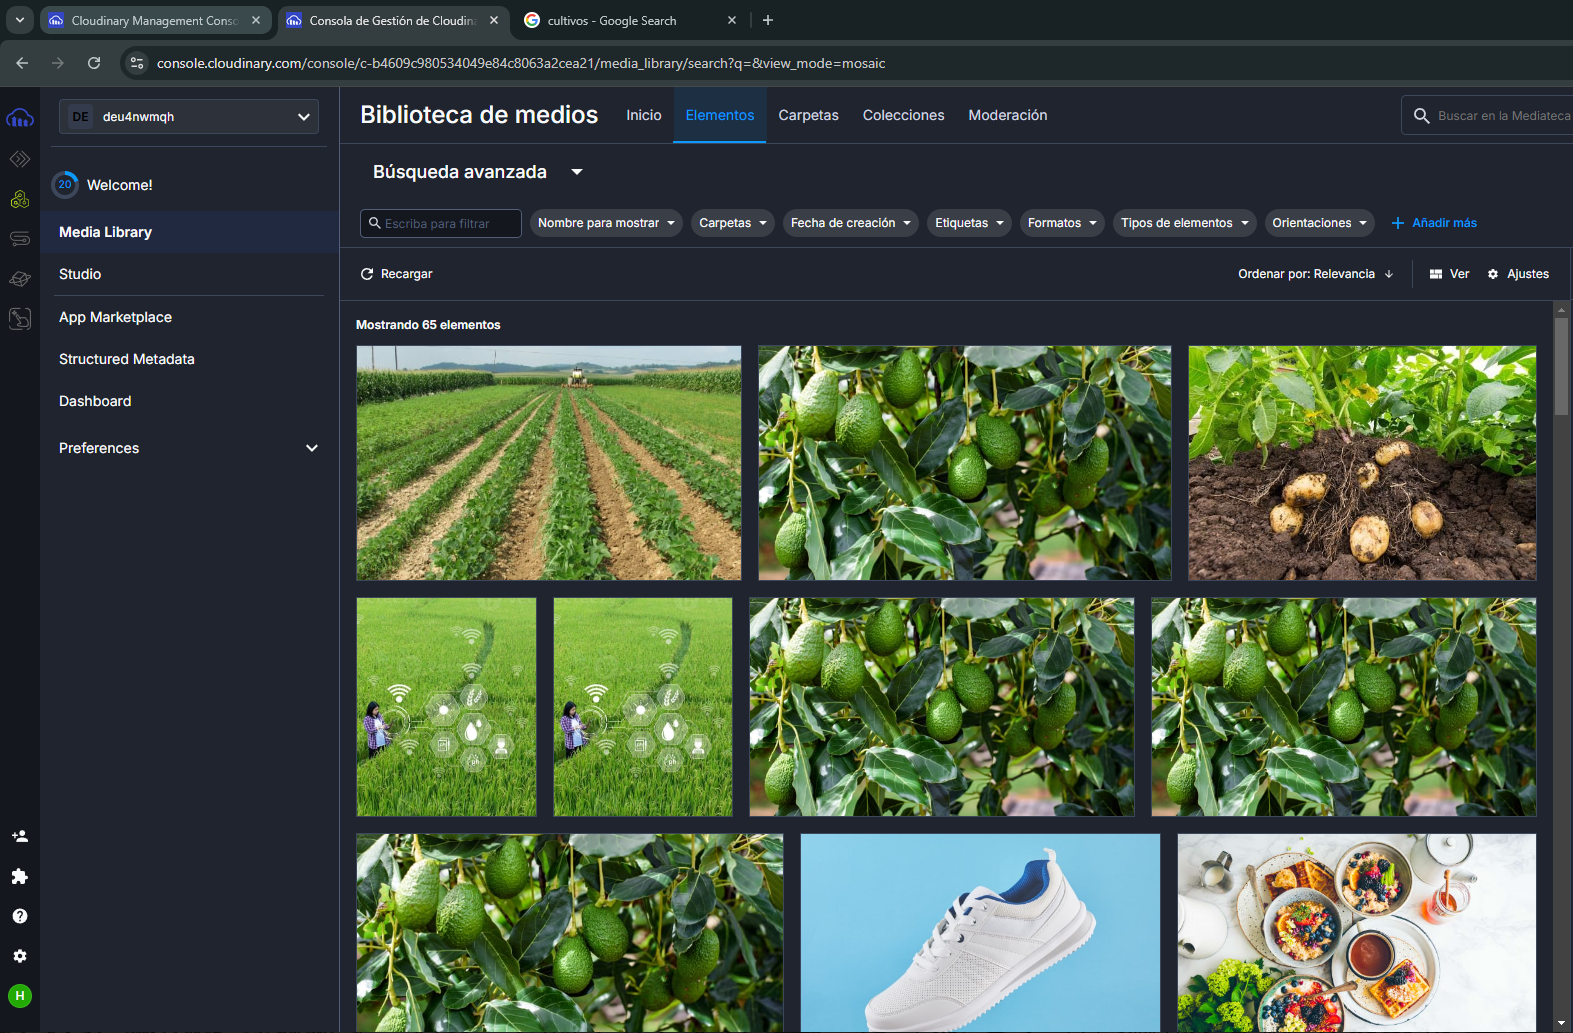 Cloudinary Management Conso
Consola de Gestión de Cloudina
cultivos - Google Search
console.cloudinary.com/console/c-b4609c980534049e84c8063a2cea21/media_library/search?q=&view_mode=mosaic
DE
deu4nwmqh
Biblioteca de medios
Inicio
Elementos
Carpetas
Colecciones
Moderación
Buscar en la Mediateca
20
Welcome!
Media Library
Studio
App Marketplace
Structured Metadata
Dashboard
Preferences
H
Búsqueda avanzada
Escriba para filtrar
Nombre para mostrar
Carpetas
Fecha de creación
Etiquetas
Formatos
Tipos de elementos
Orientaciones
Añadir más
Recargar
Ordenar por: Relevancia
Ver
Ajustes
Mostrando 65 elementos